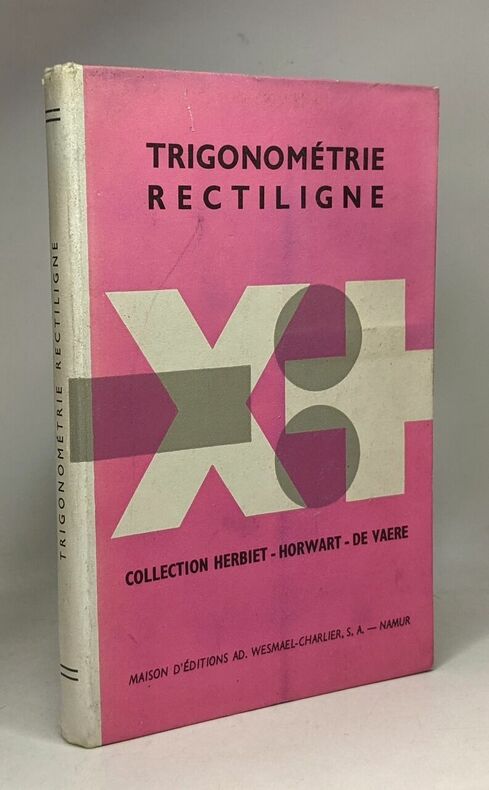 TRIGONOMÉTRIE
RECTILIGNE
COLLECTION HERBIET - HORWART - DE VAERE
MAISON D'ÉDITIONS AD. WESMAEL-CHARLIER, S. A. — NAMUR
TRIGONOMÉTRIE RECTILIGNE